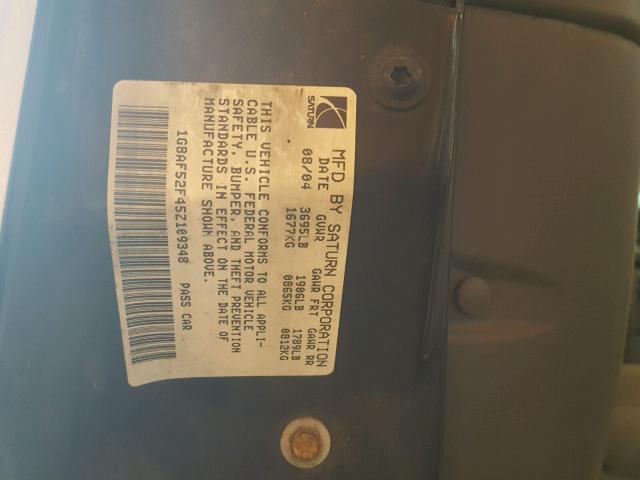 SATURN
MFD BY SATURN CORPORATION
DATE GVWR GAWR FRT GAWR RR
08/04 3695LB 1906LB 1789LB
1677KG 0865KG 0812KG
THIS VEHICLE CONFORMS TO ALL APPLI-
CABLE U.S. FEDERAL MOTOR VEHICLE
SAFETY, BUMPER, AND THEFT PREVENTION
STANDARDS IN EFFECT ON THE DATE OF
MANUFACTURE SHOWN ABOVE.
1G8AF52F45Z109348 PASS CAR